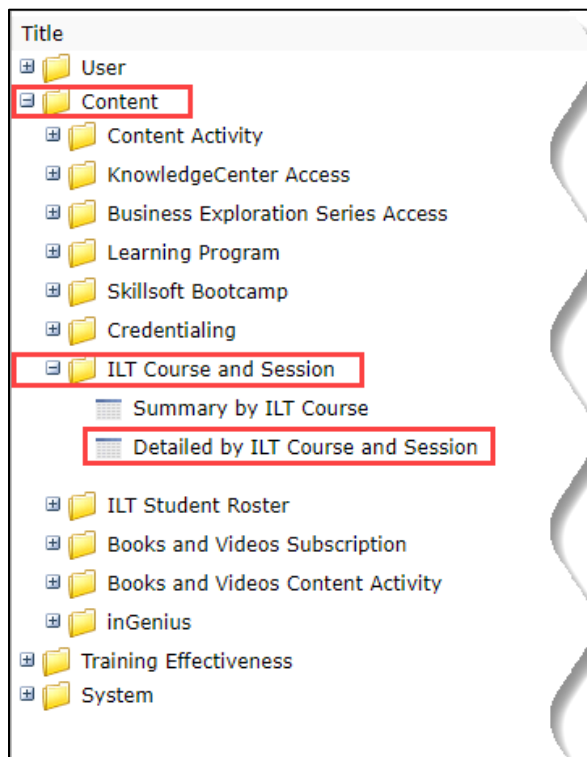 Title
User
Content
Content Activity
KnowledgeCenter Access
Business Exploration Series Access
Learning Program
Skillsoft Bootcamp
Credentialing
ILT Course and Session
Summary by ILT Course
Detailed by ILT Course and Session
ILT Student Roster
Books and Videos Subscription
Books and Videos Content Activity
inGenius
Training Effectiveness
System